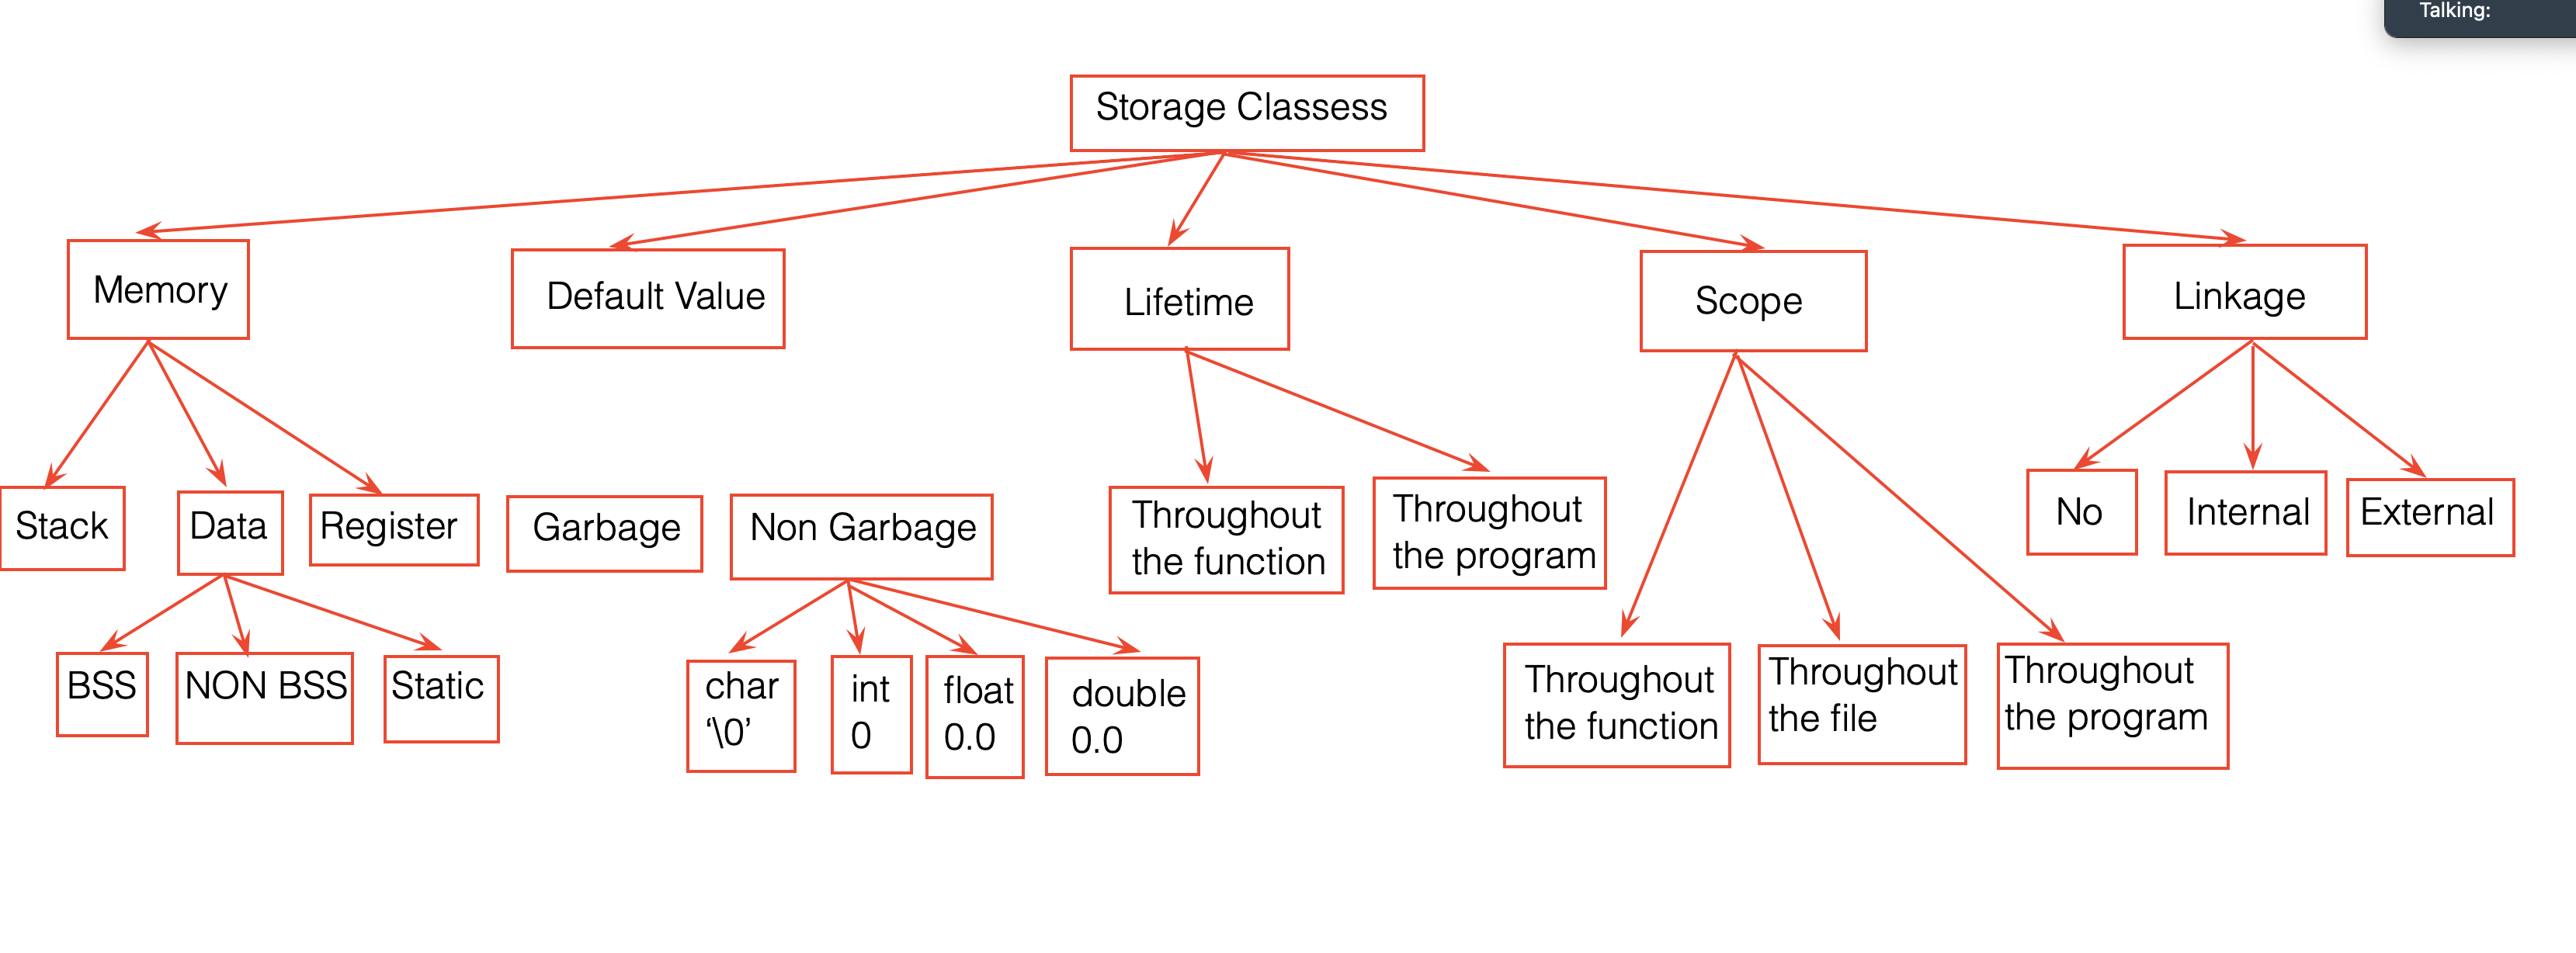 Talking:
Storage Classess
Memory
Default Value
Lifetime
Scope
Linkage
Stack
Data
Register
Garbage
Non Garbage
Throughout
the function
Throughout
the program
No
Internal
External
BSS
NON BSS
Static
char
‘\0’
int
0
float
0.0
double
0.0
Throughout
the function
Throughout
the file
Throughout
the program